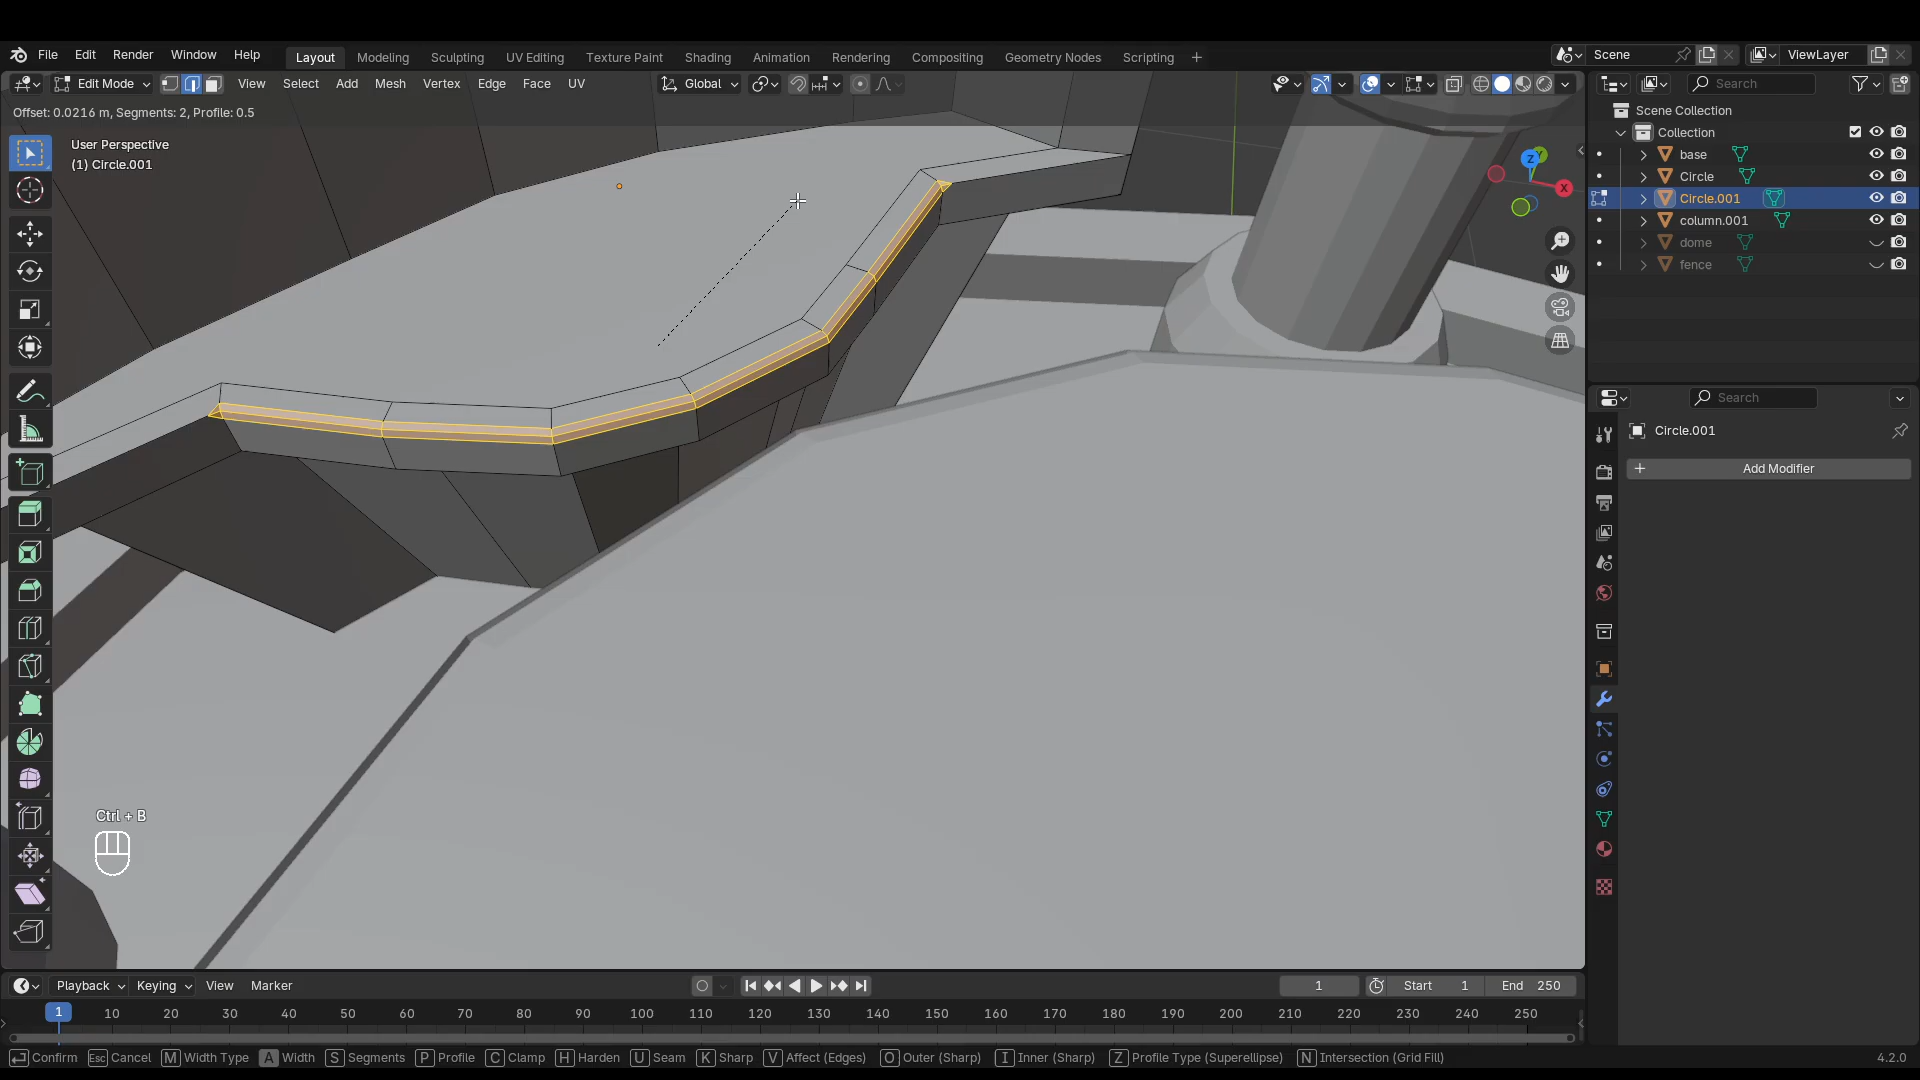 File Edit Render Window Help Layout Modeling Sculpting UV Editing Texture Paint Shading Animation Rendering Compositing Geometry Nodes Scripting + Scene ViewLayer
Edit Mode View Select Add Mesh Vertex Edge Face UV Global Search
Offset: 0.0216 m, Segments: 2, Profile: 0.5
Scene Collection
Collection
User Perspective
(1) Circle.001
base
Circle
Circle.001
column.001
dome
fence
Z
X
Search
Circle.001
+ Add Modifier
Ctrl + B
Playback Keying View Marker 1 Start 1 End 250
1 10 20 30 40 50 60 70 80 90 100 110 120 130 140 150 160 170 180 190 200 210 220 230 240 250
Confirm Esc Cancel M Width Type A Width S Segments P Profile C Clamp H Harden U Seam K Sharp V Affect (Edges) O Outer (Sharp) I Inner (Sharp) Z Profile Type (Superellipse) N Intersection (Grid Fill) 4.2.0